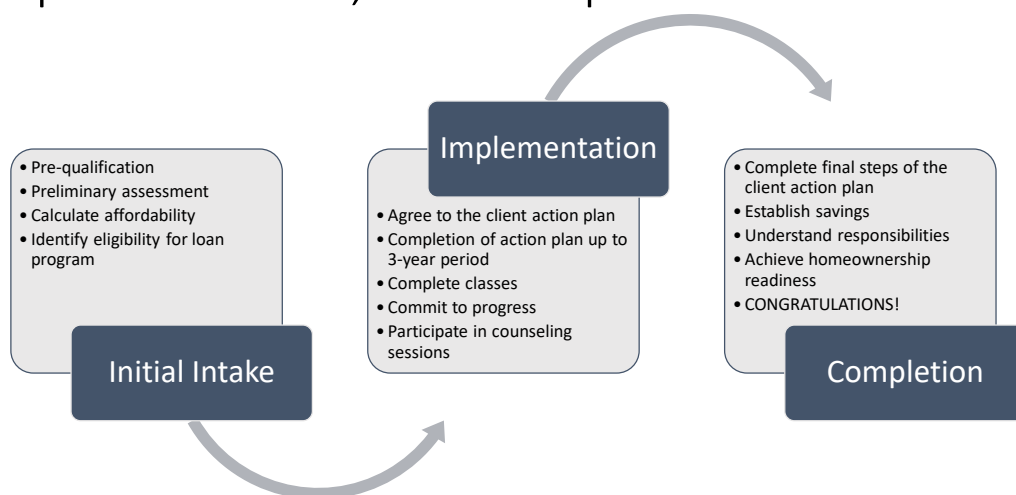 • Pre-qualification
• Preliminary assessment
• Calculate affordability
• Identify eligibility for loan
program
Initial Intake
Implementation
• Agree to the client action plan
• Completion of action plan up to
3-year period
• Complete classes
• Commit to progress
• Participate in counseling
sessions
• Complete final steps of the
client action plan
• Establish savings
• Understand responsibilities
• Achieve homeownership
readiness
• CONGRATULATIONS!
Completion